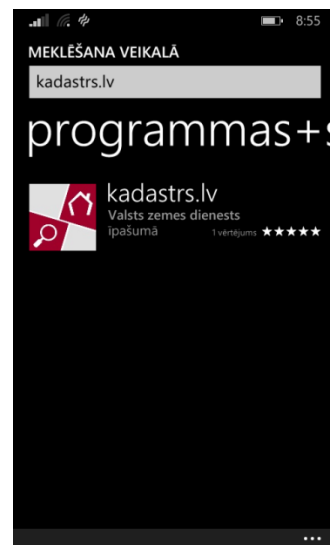 8:55
MEKLĒŠANA VEIKALĀ
kadastrs.lv
programmas+s
kadastrs.lv
Valsts zemes dienests
īpašumā 1 vērtējums